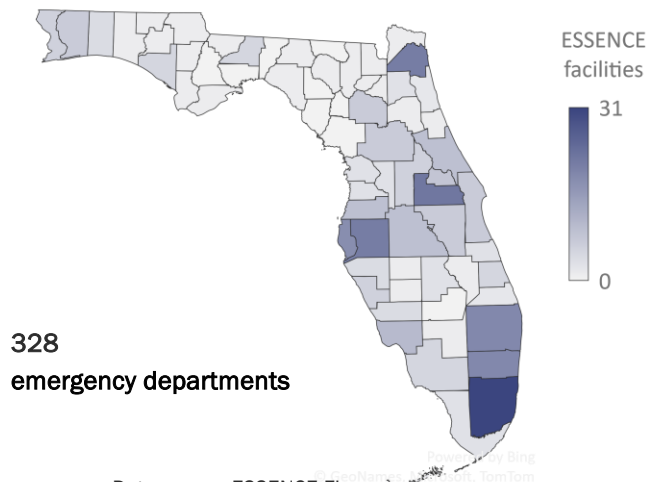 ESSENCE
facilities
31
0
328
emergency departments
Powered by Bing
© GeoNames, Microsoft, TomTom